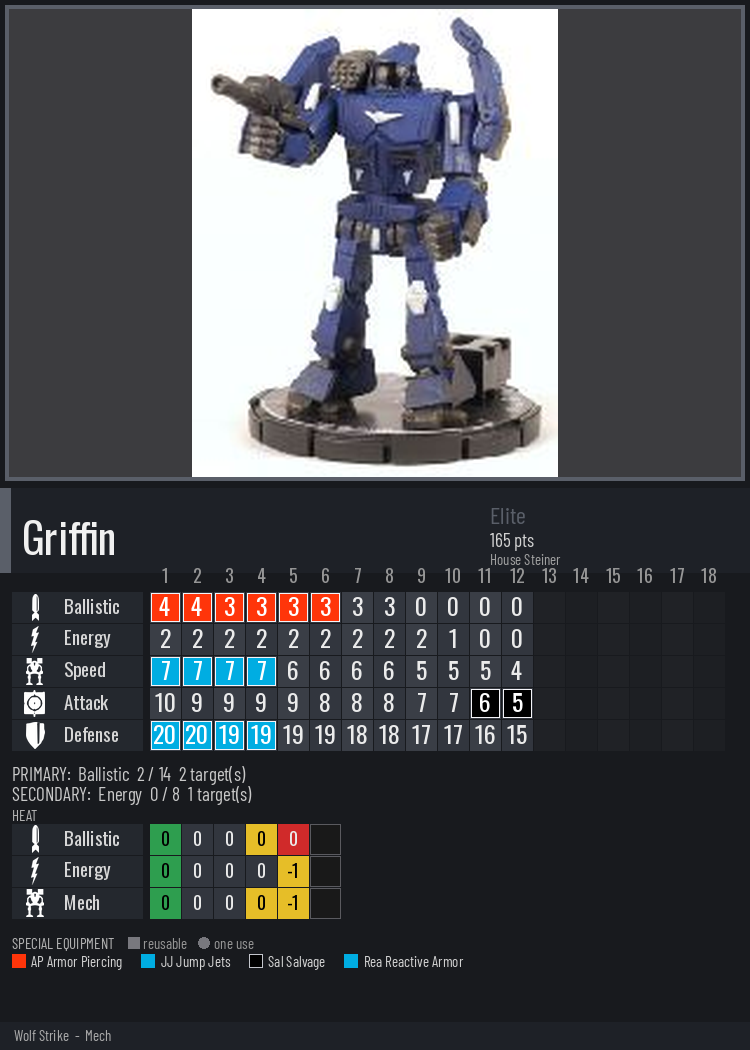 Griffin
Elite
165 pts
House Steiner
1 2 3 4 5 6 7 8 9 10 11 12 13 14 15 16 17 18
Ballistic 4 4 3 3 3 3 3 3 0 0 0 0
Energy 2 2 2 2 2 2 2 2 2 1 0 0
Speed 7 7 7 7 6 6 6 6 5 5 5 4
Attack 10 9 9 9 9 8 8 8 7 7 6 5
Defense 20 20 19 19 19 19 18 18 17 17 16 15
PRIMARY: Ballistic 2 / 14 2 target(s)
SECONDARY: Energy 0 / 8 1 target(s)
HEAT
Ballistic 0 0 0 0 0
Energy 0 0 0 0 -1
Mech 0 0 0 0 -1
SPECIAL EQUIPMENT reusable one use
AP Armor Piercing JJ Jump Jets Sal Salvage Rea Reactive Armor
Wolf Strike - Mech